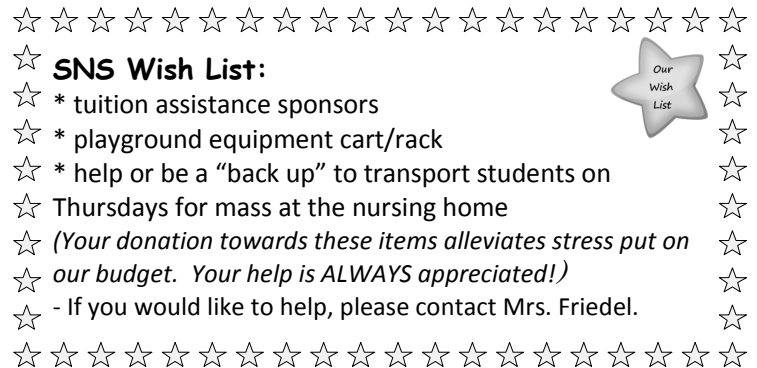 SNS Wish List:
Our
Wish
List
* tuition assistance sponsors
* playground equipment cart/rack
* help or be a “back up” to transport students on
Thursdays for mass at the nursing home
(Your donation towards these items alleviates stress put on
our budget.  Your help is ALWAYS appreciated!)
- If you would like to help, please contact Mrs. Friedel.